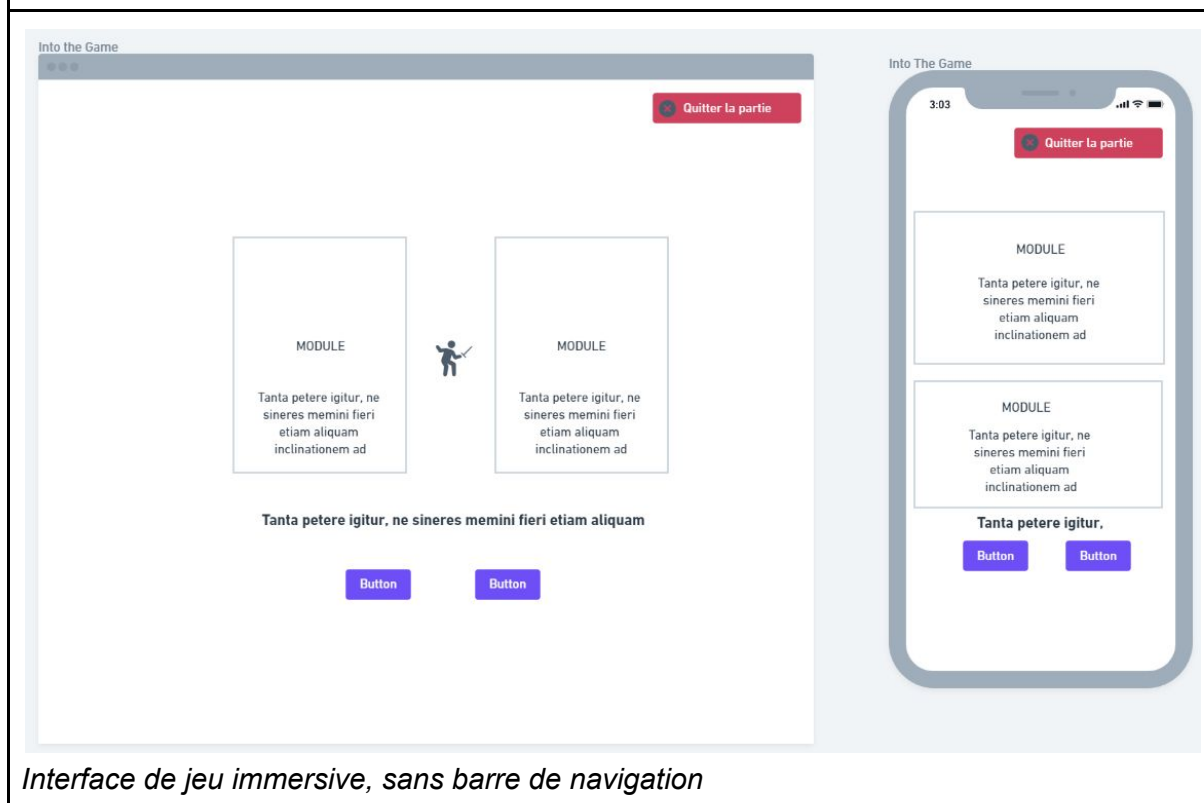 Into the Game
Quitter la partie
MODULE
Tanta petere igitur, ne
sineres memini fieri
etiam aliquam
inclinationem ad
MODULE
Tanta petere igitur, ne
sineres memini fieri
etiam aliquam
inclinationem ad
Tanta petere igitur, ne sineres memini fieri etiam aliquam
Button
Button
Into The Game
3:03
Quitter la partie
MODULE
Tanta petere igitur, ne
sineres memini fieri
etiam aliquam
inclinationem ad
MODULE
Tanta petere igitur, ne
sineres memini fieri
etiam aliquam
inclinationem ad
Tanta petere igitur,
Button
Button
Interface de jeu immersive, sans barre de navigation